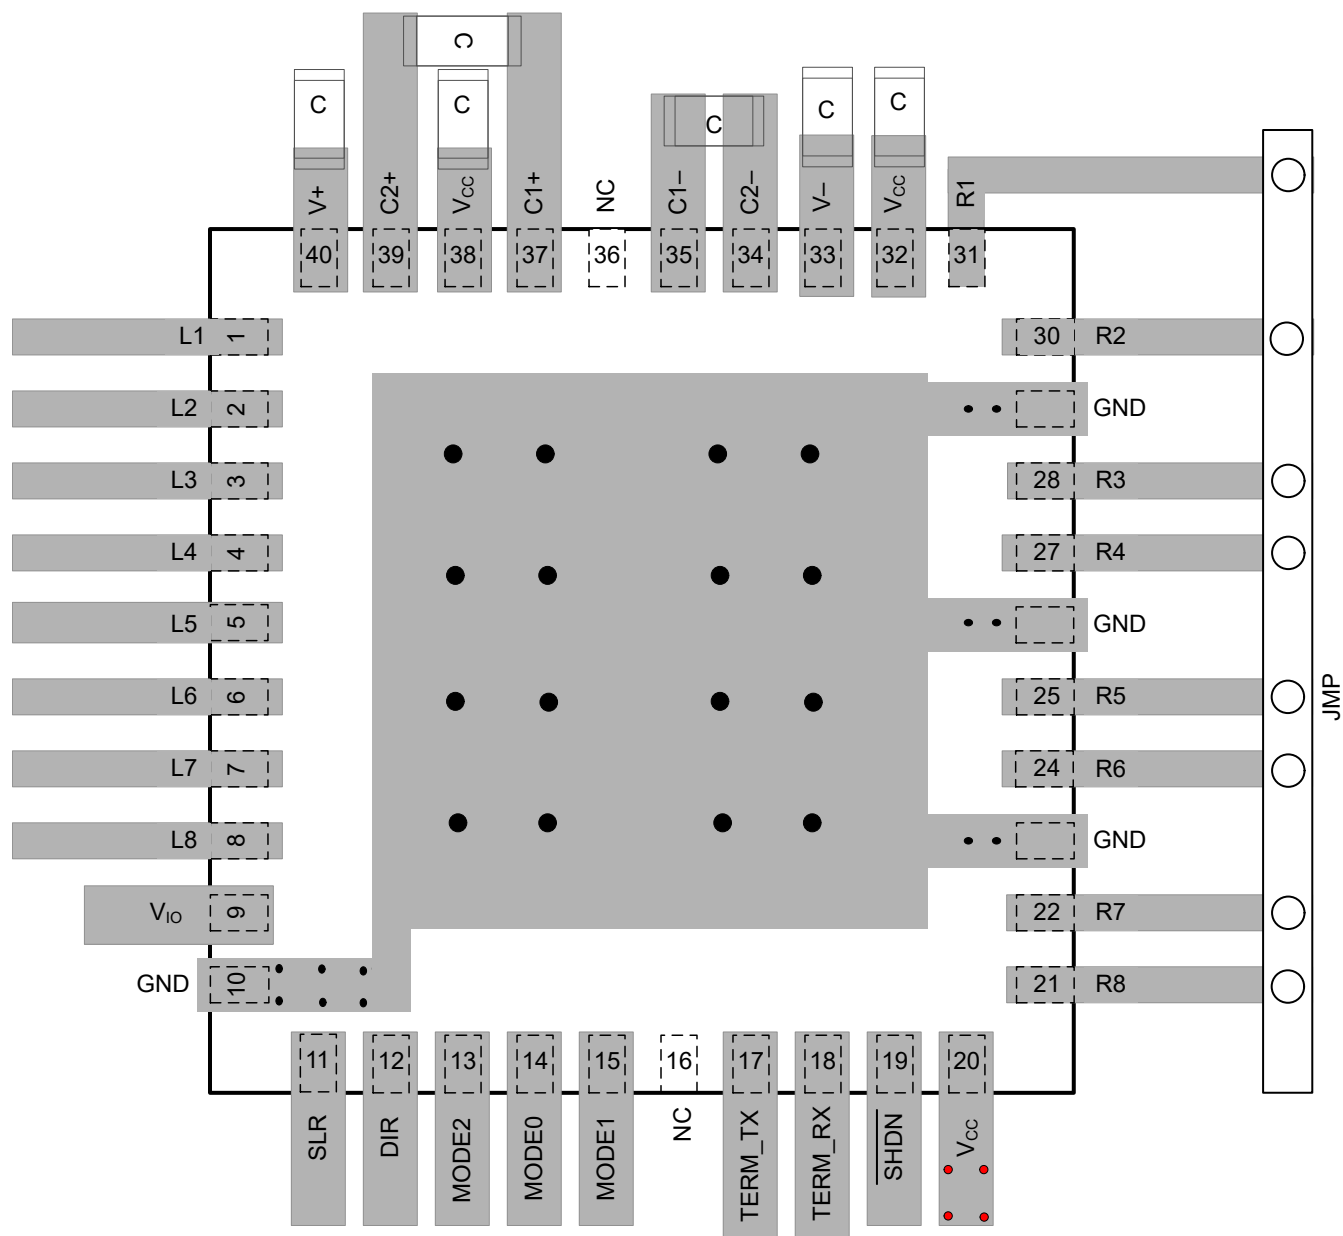 C
C
C
C
C
C
V+
C2+
VCC
C1+
NC
C1–
C2–
V–
VCC
R1
40
39
38
37
36
35
34
33
32
31
L1 1
30 R2
L2 2
GND
L3 3
28 R3
L4 4
27 R4
L5 5
GND
L6 6
25 R5
JMP
L7 7
24 R6
L8 8
GND
VIO 9
22 R7
GND 10
21 R8
11
12
13
14
15
16
17
18
19
20
SLR
DIR
MODE2
MODE0
MODE1
NC
TERM_TX
TERM_RX
SHDN
VCC